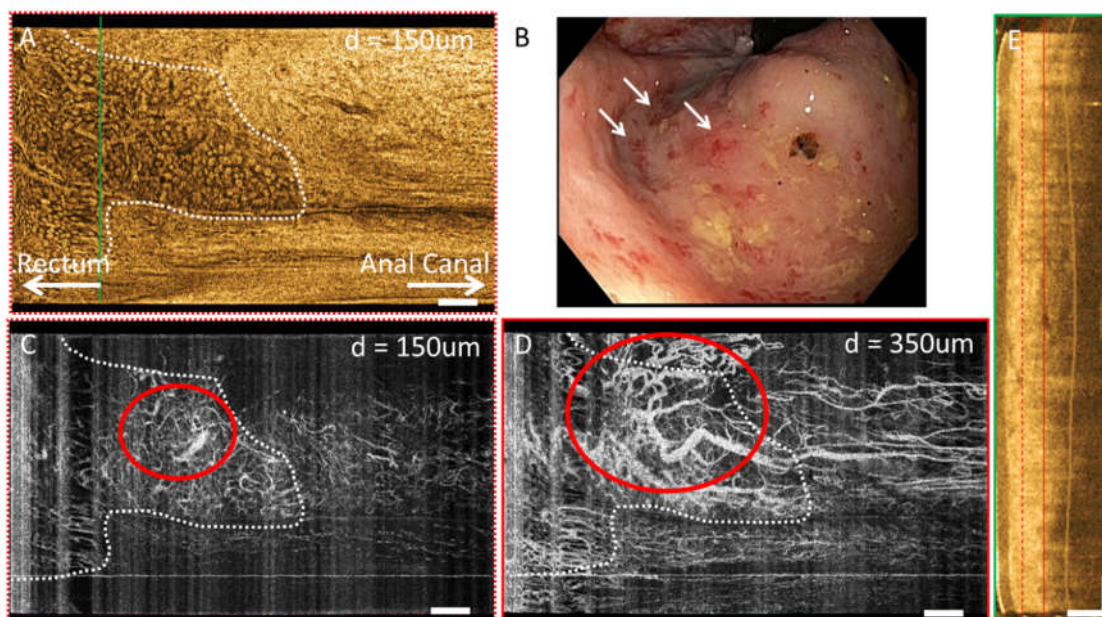 A
d = 150um
B
E
Rectum
Anal Canal
C
d = 150um
D
d = 350um